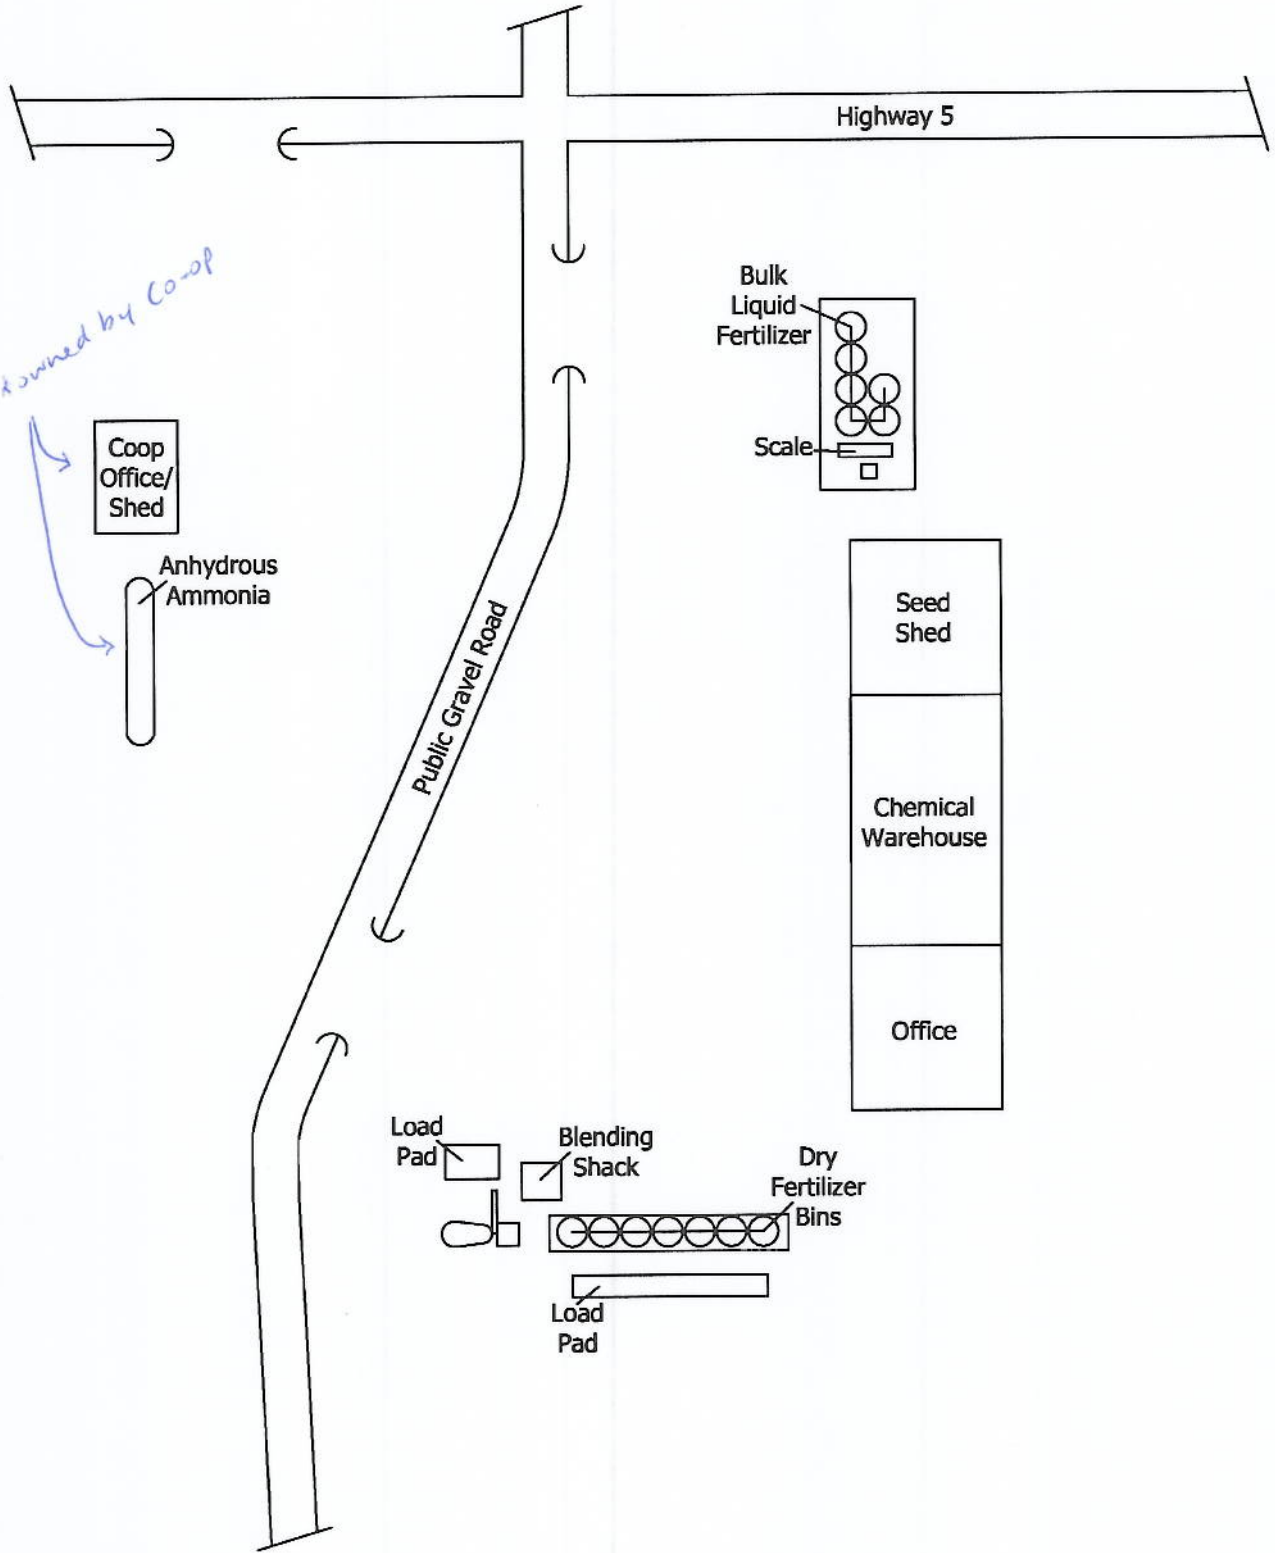 Highway 5
owned by Co-op
Bulk
Liquid
Fertilizer
Scale
Coop
Office/
Shed
Anhydrous
Ammonia
Public Gravel Road
Seed
Shed
Chemical
Warehouse
Office
Load
Pad
Blending
Shack
Dry
Fertilizer
Bins
Load
Pad